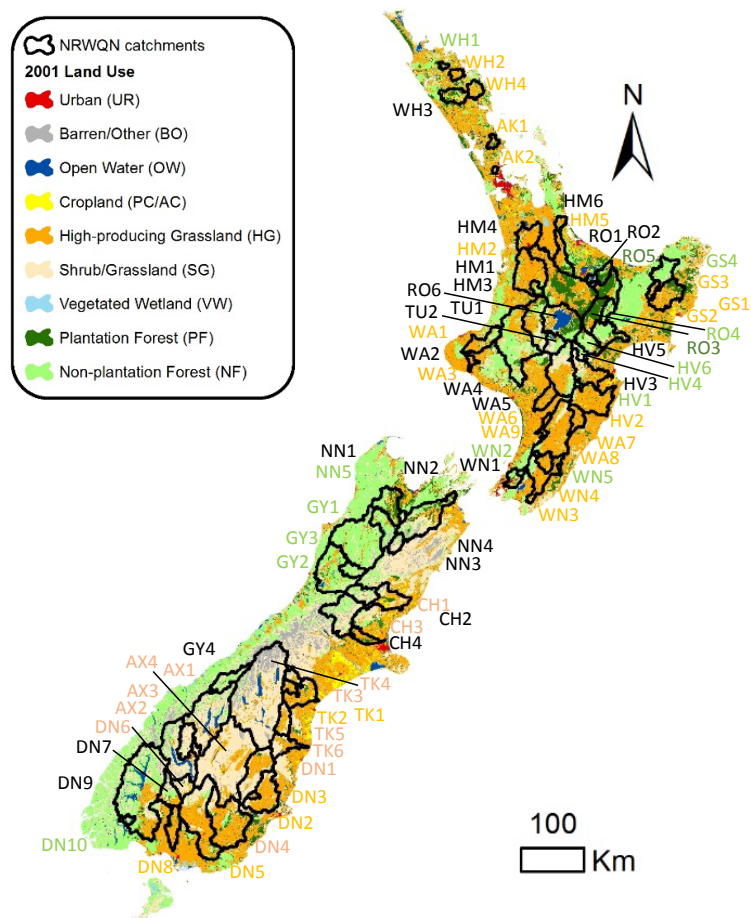 NRWQN catchments
2001 Land Use
Urban (UR)
Barren/Other (BO)
Open Water (OW)
Cropland (PC/AC)
High-producing Grassland (HG)
Shrub/Grassland (SG)
Vegetated Wetland (VW)
Plantation Forest (PF)
Non-plantation Forest (NF)
WH1
WH2
WH4
WH3
N
AK1
AK2
HM6
HM5
HM4
RO1
RO2
HM2
RO5
GS4
HM1
GS3
HM3
RO6
TU1
GS1
TU2
GS2
WA1
RO4
HV5
RO3
WA2
HV6
WA3
HV3
HV4
WA4
WA5
HV1
WA6
HV2
WA9
WA7
WN2
WA8
WN1
WN5
WN4
WN3
NN1
NN5
NN2
GY1
GY3
GY2
NN4
NN3
CH1
CH2
CH3
CH4
GY4
AX4
AX1
TK4
AX3
TK3
AX2
TK2
TK1
DN6
TK5
DN7
TK6
DN1
DN9
DN3
DN2
DN10
DN4
DN8
DN5
100
Km